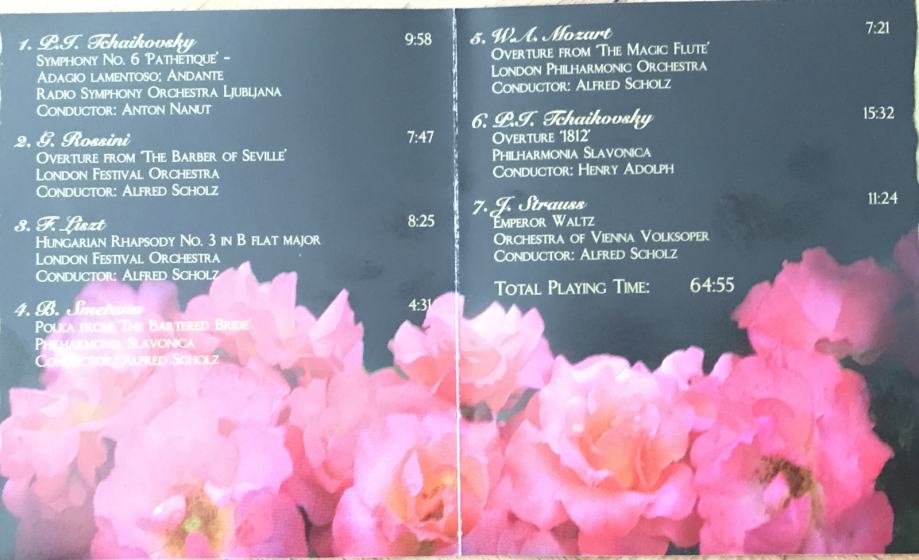 1. P.I. Tchaikovsky 9:58
Symphony No. 6 'Pathetique' –
Adagio lamentoso; Andante
Radio Symphony Orchestra Ljubljana
Conductor: Anton Nanut
2. G. Rossini 7:47
Overture from 'The Barber of Seville'
London Festival Orchestra
Conductor: Alfred Scholz
3. F. Liszt 8:25
Hungarian Rhapsody No. 3 in B flat major
London Festival Orchestra
Conductor: Alfred Scholz
4. B. Smetana 4:31
Polka from 'The Bartered Bride'
Philharmonia Slavonica
Conductor: Alfred Scholz
5. W.A. Mozart 7:21
Overture from 'The Magic Flute'
London Philharmonic Orchestra
Conductor: Alfred Scholz
6. P.I. Tchaikovsky 15:32
Overture '1812'
Philharmonia Slavonica
Conductor: Henry Adolph
7. J. Strauss 11:24
Emperor Waltz
Orchestra of Vienna Volksoper
Conductor: Alfred Scholz
Total Playing Time: 64:55